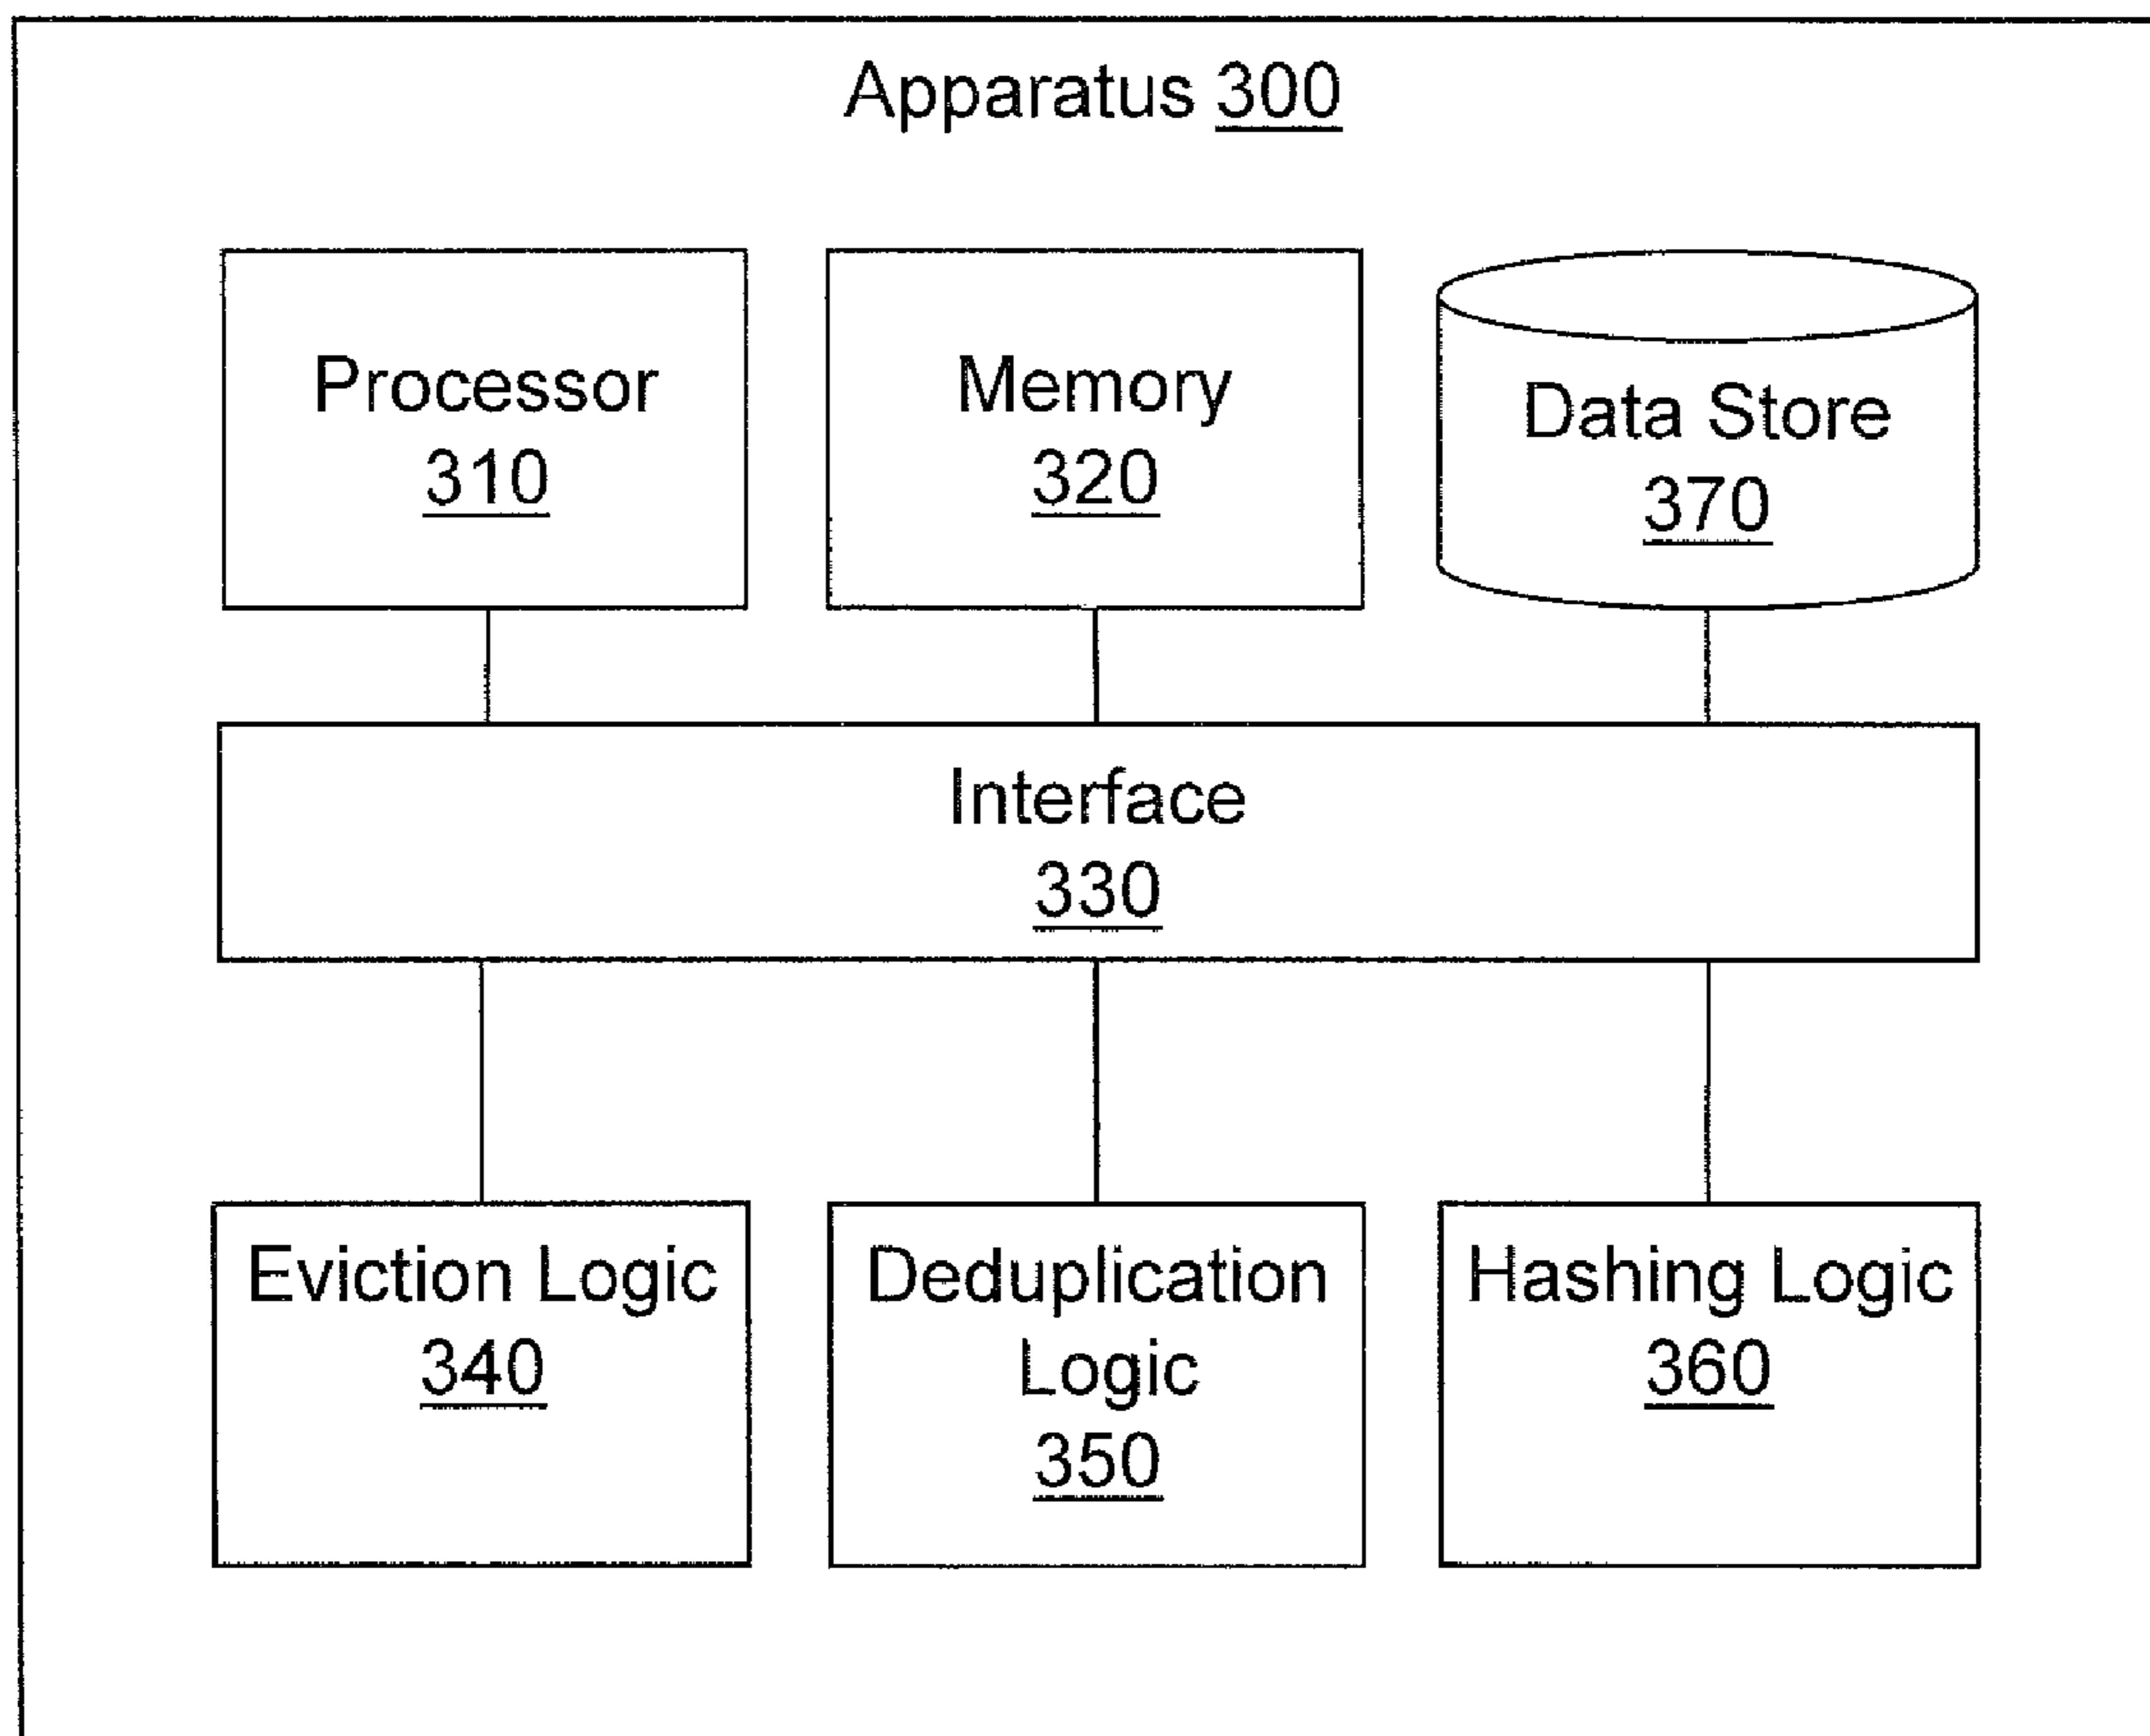 Apparatus 300
Processor
310
Memory
320
Data Store
370
Interface
330
Eviction Logic
340
Deduplication
Logic
350
Hashing Logic
360